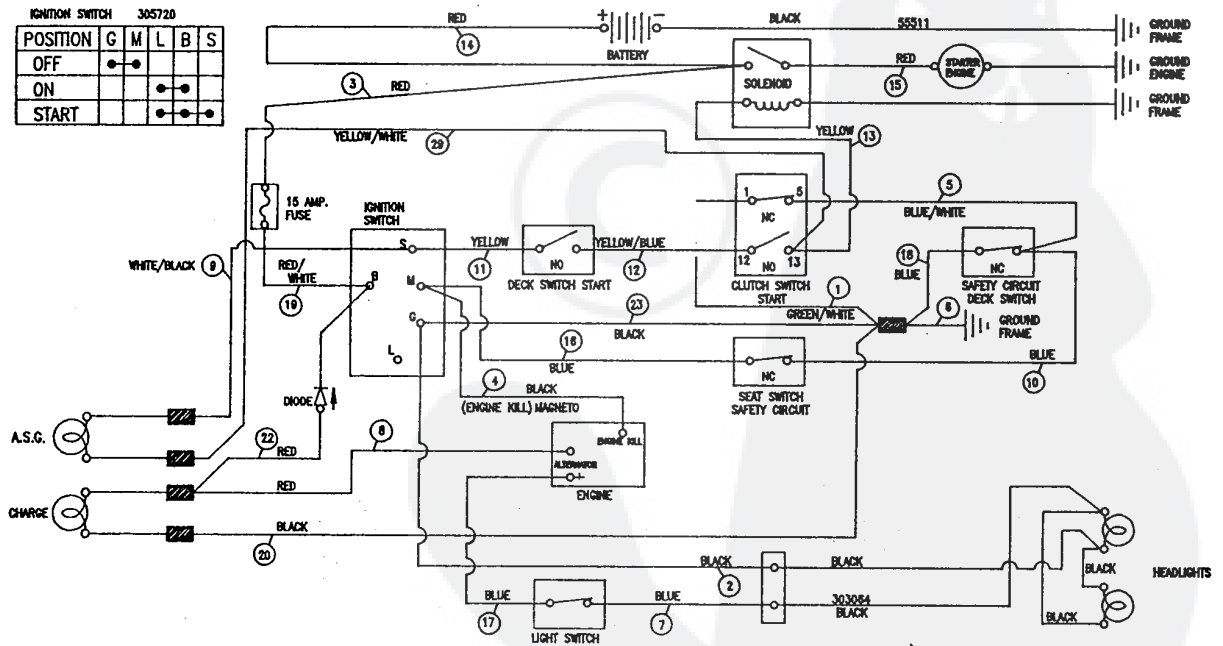 IGNITION SWITCH 305720
POSITION G M L B S
OFF
ON
START
RED
14
+
−
BATTERY
BLACK
55511
GROUND
FRAME
3
RED
SOLENOID
RED
15
STARTER
ENGINE
GROUND
ENGINE
GROUND
FRAME
YELLOW/WHITE
29
YELLOW
13
15 AMP.
FUSE
IGNITION
SWITCH
S
B
M
G
L
WHITE/BLACK
9
RED/
WHITE
19
YELLOW
11
NO
DECK SWITCH START
YELLOW/BLUE
12
1
5
NC
12
13
NO
CLUTCH SWITCH
START
5
BLUE/WHITE
18
BLUE
NC
SAFETY CIRCUIT
DECK SWITCH
1
GREEN/WHITE
6
GROUND
FRAME
23
BLACK
16
BLUE
NC
SEAT SWITCH
SAFETY CIRCUIT
BLUE
10
DIODE
4
BLACK
(ENGINE KILL) MAGNETO
A.S.G.
22
RED
8
ENGINE KILL
ALTERNATOR
+
ENGINE
CHARGE
RED
BLACK
20
BLACK
2
BLACK
BLACK
HEADLIGHTS
BLUE
17
LIGHT SWITCH
BLUE
7
303064
BLACK
BLACK
©